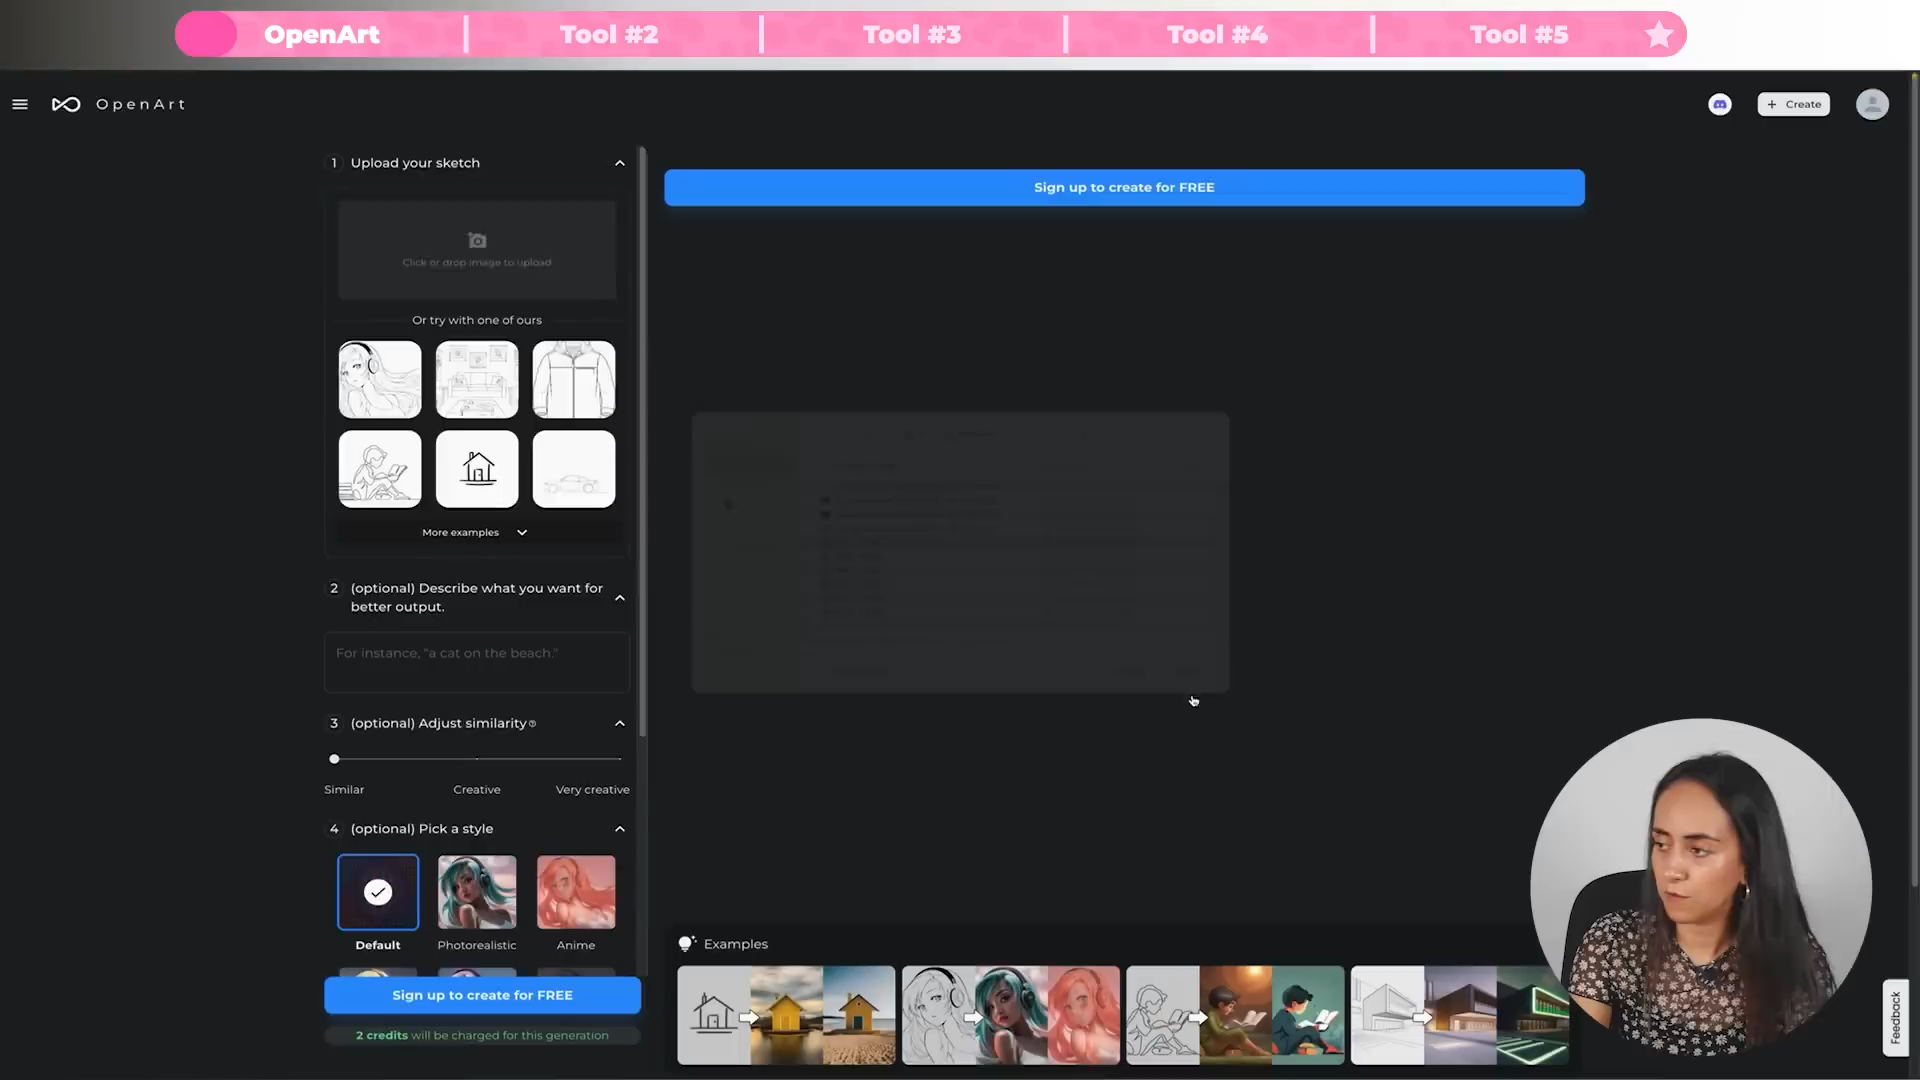 OpenArt
Tool #2
Tool #3
Tool #4
Tool #5
OpenArt
+ Create
1 Upload your sketch
Click or drop image to upload
Or try with one of ours
More examples
2 (optional) Describe what you want for
better output.
For instance, "a cat on the beach."
3 (optional) Adjust similarity
Similar
Creative
Very creative
4 (optional) Pick a style
Default
Photorealistic
Anime
Sign up to create for FREE
2 credits will be charged for this generation
Sign up to create for FREE
Examples
Feedback